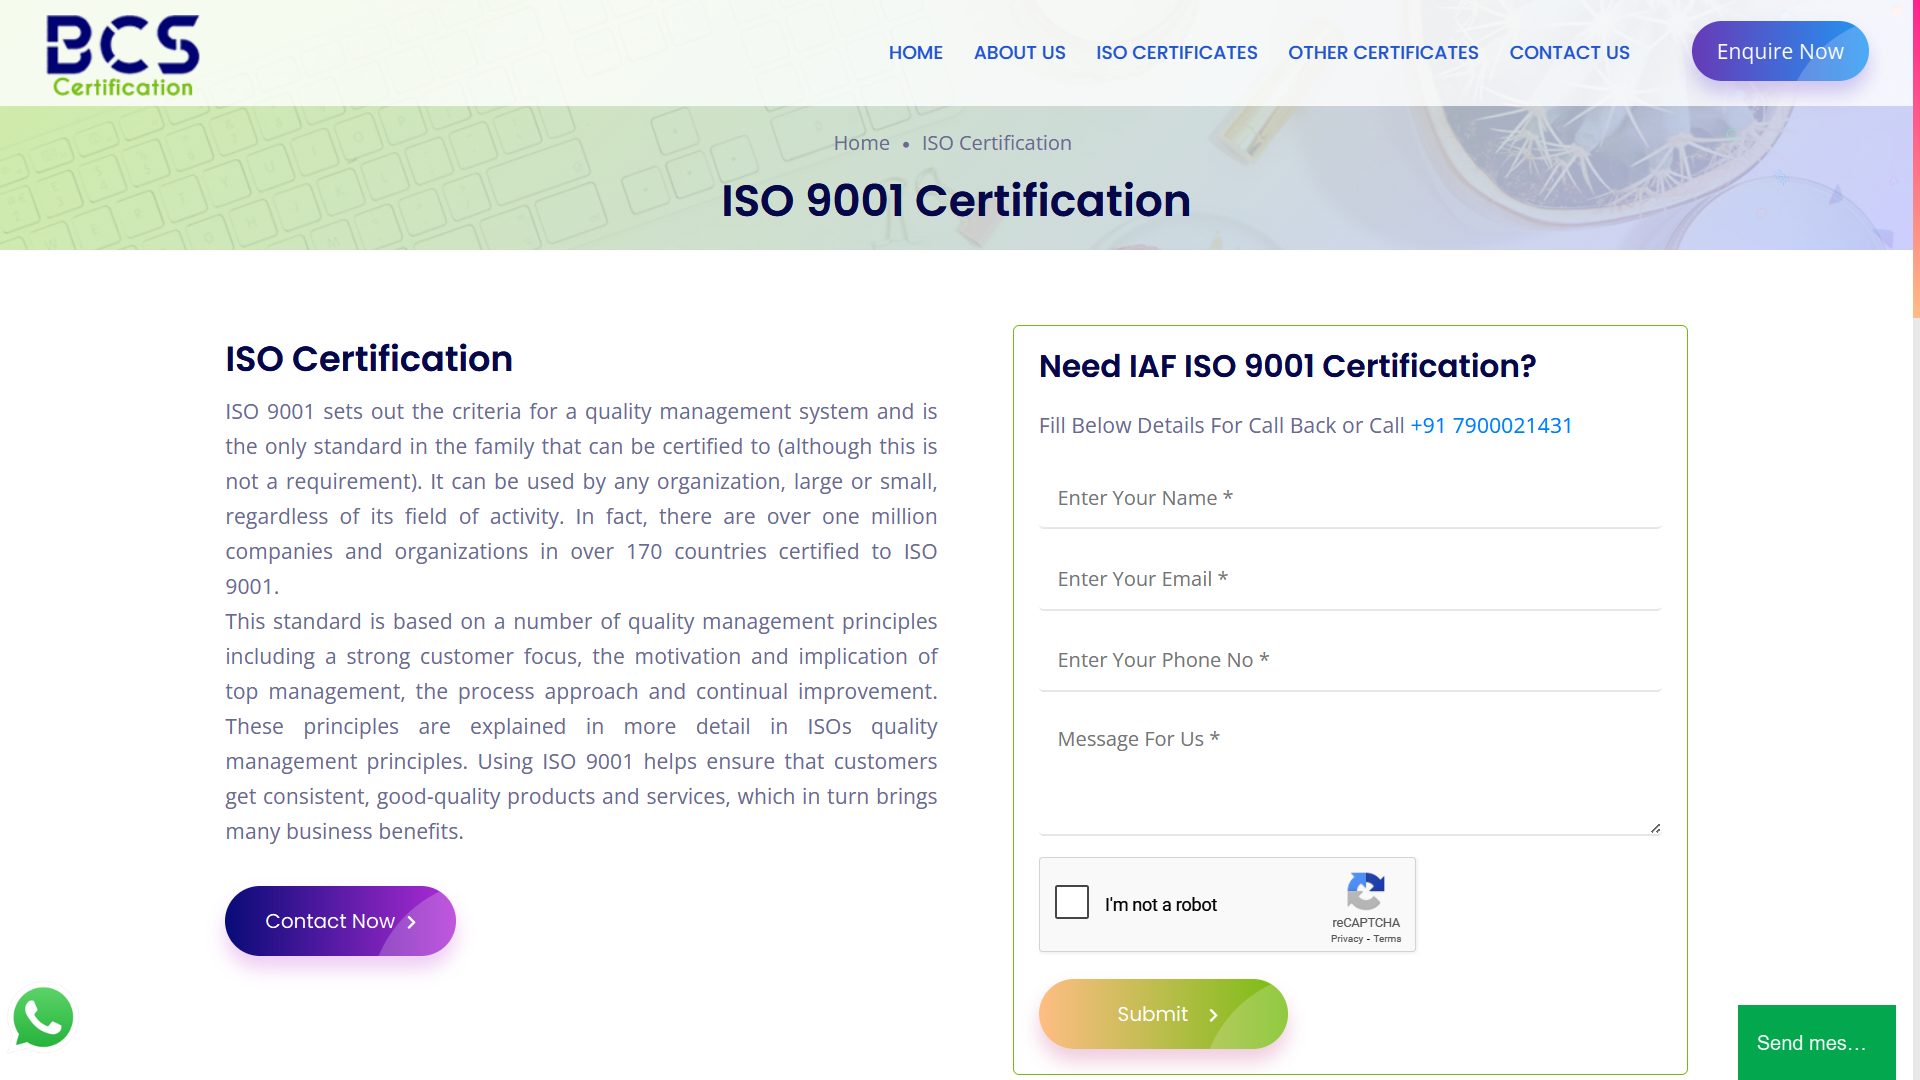 BCS
Certification
HOME
ABOUT US
ISO CERTIFICATES
OTHER CERTIFICATES
CONTACT US
Enquire Now
Home • ISO Certification
ISO 9001 Certification
ISO Certification
ISO 9001 sets out the criteria for a quality management system and is
the only standard in the family that can be certified to (although this is
not a requirement). It can be used by any organization, large or small,
regardless of its field of activity. In fact, there are over one million
companies and organizations in over 170 countries certified to ISO
9001.
This standard is based on a number of quality management principles
including a strong customer focus, the motivation and implication of
top management, the process approach and continual improvement.
These principles are explained in more detail in ISOs quality
management principles. Using ISO 9001 helps ensure that customers
get consistent, good-quality products and services, which in turn brings
many business benefits.
Contact Now
Need IAF ISO 9001 Certification?
Fill Below Details For Call Back or Call +91 7900021431
Enter Your Name *
Enter Your Email *
Enter Your Phone No *
Message For Us *
I'm not a robot
reCAPTCHA
Privacy - Terms
Submit
Send mes...